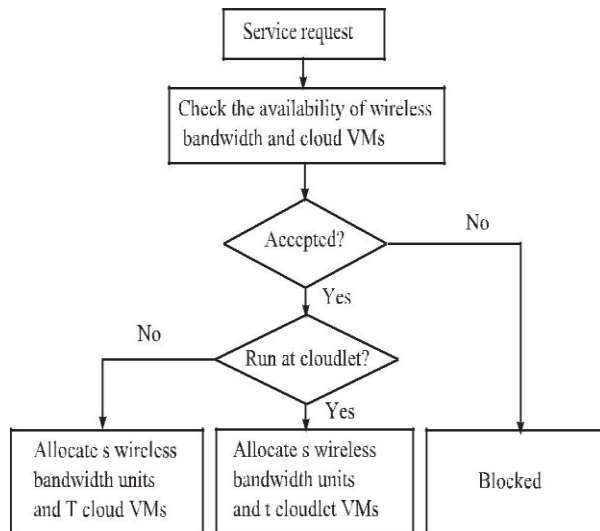 Service request
Check the availability of wireless
bandwidth and cloud VMs
Accepted?
No
Yes
No
Run at cloudlet?
Yes
Allocate s wireless
bandwidth units
and T cloud VMs
Allocate s wireless
bandwidth units
and t cloudlet VMs
Blocked